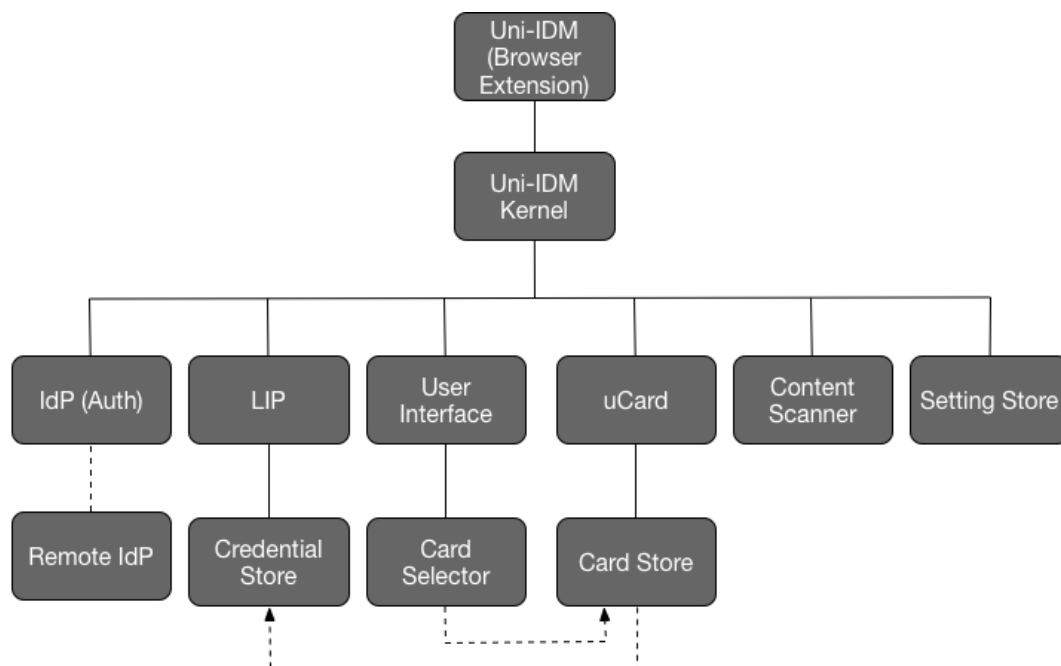 Uni-IDM
(Browser
Extension)
Uni-IDM
Kernel
IdP (Auth)
LIP
User
Interface
uCard
Content
Scanner
Setting Store
Remote IdP
Credential
Store
Card
Selector
Card Store